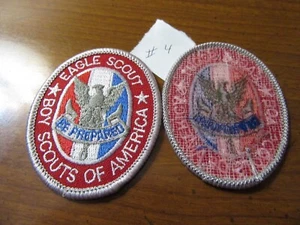 # 4
EAGLE SCOUT
BE PREPARED
BOY SCOUTS OF AMERICA